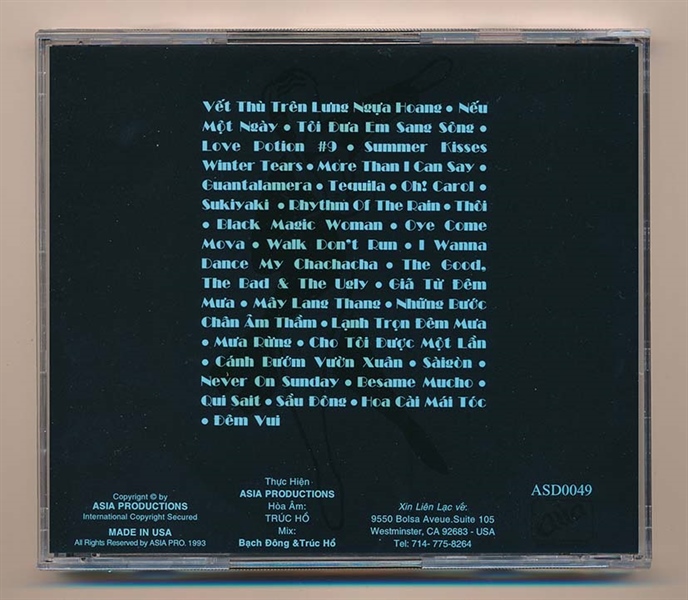 Vết Thù Trên Lưng Ngựa Hoang • Nếu
Một Ngày • Tôi Đưa Em Sang Sông •
Love Potion #9 • Summer Kisses
Winter Tears • More Than I Can Say •
Guantalamera • Tequila • Oh! Carol •
Sukiyaki • Rhythm Of The Rain • Thôi
• Black Magic Woman • Oye Come
Mova • Walk Don't Run • I Wanna
Dance My Chachacha • The Good,
The Bad & The Ugly • Giã Từ Đêm
Mưa • Mây Lang Thang • Những Bước
Chân Âm Thầm • Lạnh Trọn Đêm Mưa
• Mưa Rừng • Cho Tôi Được Một Lần
• Cánh Bướm Vườn Xuân • Sàigòn •
Never On Sunday • Besame Mucho •
Qui Sait • Sầu Đông • Hoa Cài Mái Tóc
• Đêm Vui
Copyright © by
ASIA PRODUCTIONS
International Copyright Secured
MADE IN USA
All Rights Reserved by ASIA PRO. 1993
Thực Hiện
ASIA PRODUCTIONS
Hòa Âm:
TRÚC HỒ
Mix:
Bạch Đông &Trúc Hồ
ASD0049
Xin Liên Lạc về:
9550 Bolsa Aveue.Suite 105
Westminster, CA 92683 - USA
Tel: 714- 775-8264